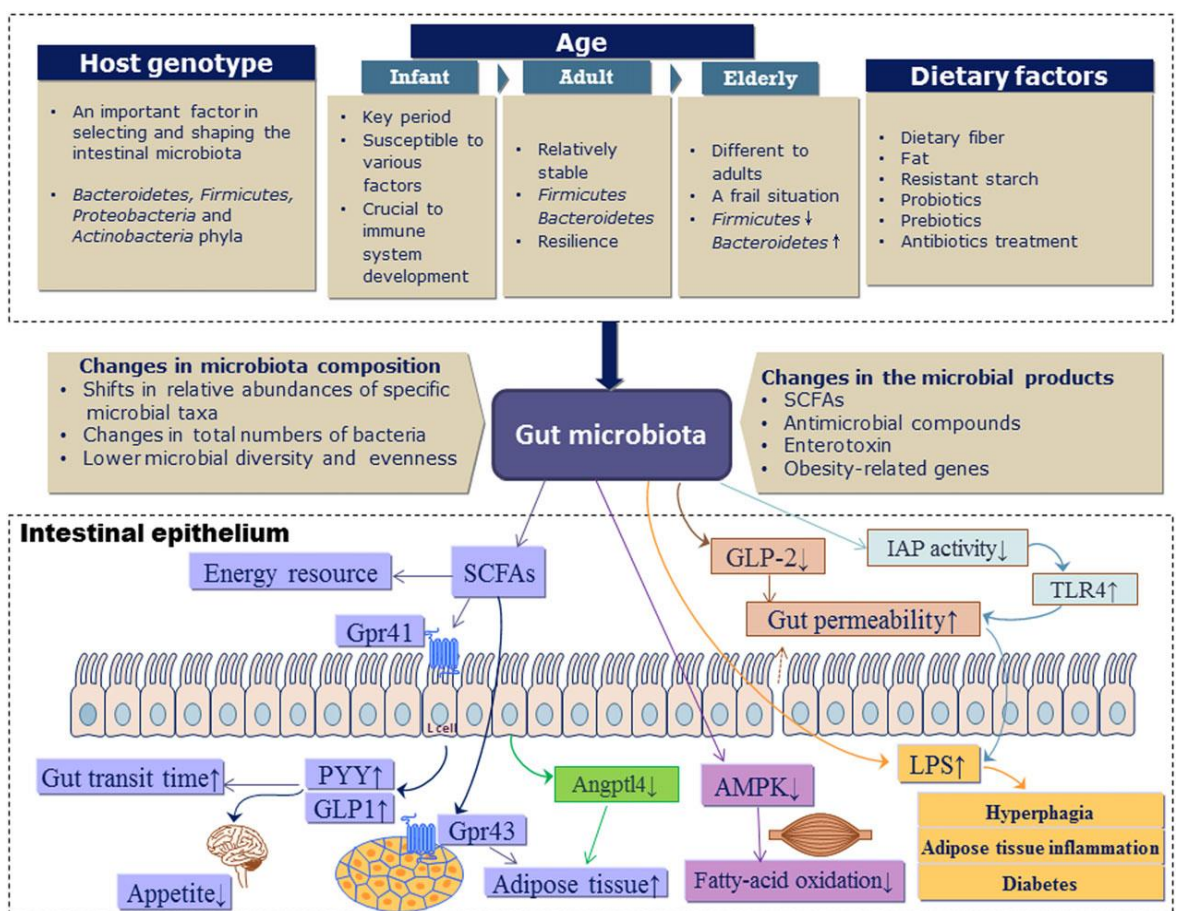 Host genotype
• An important factor in
selecting and shaping the
intestinal microbiota
• Bacteroidetes, Firmicutes,
Proteobacteria and
Actinobacteria phyla
Age
Infant
• Key period
• Susceptible to
various
factors
• Crucial to
immune
system
development
Adult
• Relatively
stable
• Firmicutes
Bacteroidetes
• Resilience
Elderly
• Different to
adults
• A frail situation
• Firmicutes ↓
Bacteroidetes ↑
Dietary factors
• Dietary fiber
• Fat
• Resistant starch
• Probiotics
• Prebiotics
• Antibiotics treatment
Changes in microbiota composition
• Shifts in relative abundances of specific
microbial taxa
• Changes in total numbers of bacteria
• Lower microbial diversity and evenness
Gut microbiota
Changes in the microbial products
• SCFAs
• Antimicrobial compounds
• Enterotoxin
• Obesity-related genes
Intestinal epithelium
Energy resource
SCFAs
GLP-2↓
IAP activity↓
TLR4↑
Gut permeability↑
Gpr41
L cell
Gut transit time↑
PYY↑
GLP1↑
Angptl4↓
AMPK↓
LPS↑
Gpr43
Hyperphagia
Adipose tissue inflammation
Diabetes
Appetite↓
Adipose tissue↑
Fatty-acid oxidation↓